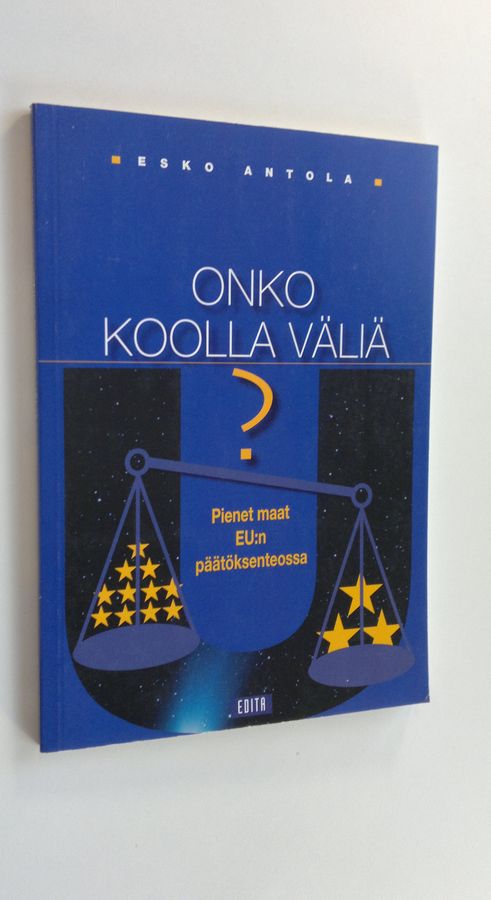 ESKO ANTOLA
ONKO
KOOLLA VÄLIÄ
?
Pienet maat
EU:n
päätöksenteossa
EDITA